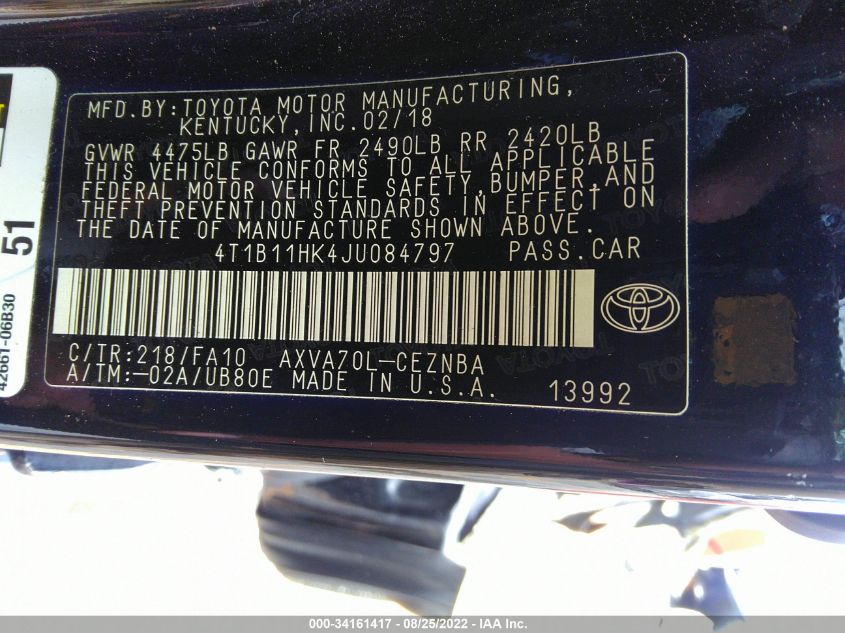 MFD.BY:TOYOTA MOTOR MANUFACTURING,
KENTUCKY,INC.02/18
GVWR 4475LB GAWR FR 2490LB RR 2420LB
THIS VEHICLE CONFORMS TO ALL APPLICABLE
FEDERAL MOTOR VEHICLE SAFETY,BUMPER,AND
THEFT PREVENTION STANDARDS IN EFFECT ON
THE DATE OF MANUFACTURE SHOWN ABOVE.
4T1B11HK4JU084797 PASS.CAR
C/TR:218/FA10 AXVA70L-CEZNBA
A/TM:-02A/UB80E MADE IN U.S.A. 13992
51
42661-06B30
000-34161417 - 08/25/2022 - IAA Inc.